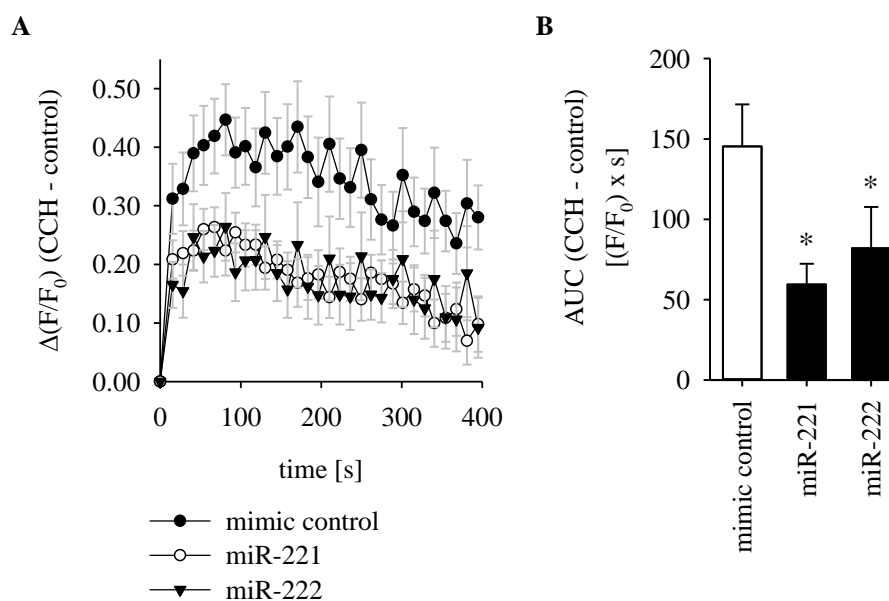 A
B
0.50
0.40
0.30
0.20
0.10
0.00
Δ(F/F0) (CCH - control)
0
100
200
300
400
time [s]
mimic control
miR-221
miR-222
200
150
100
50
0
AUC (CCH - control)
[(F/F0) x s]
*
*
mimic control
miR-221
miR-222